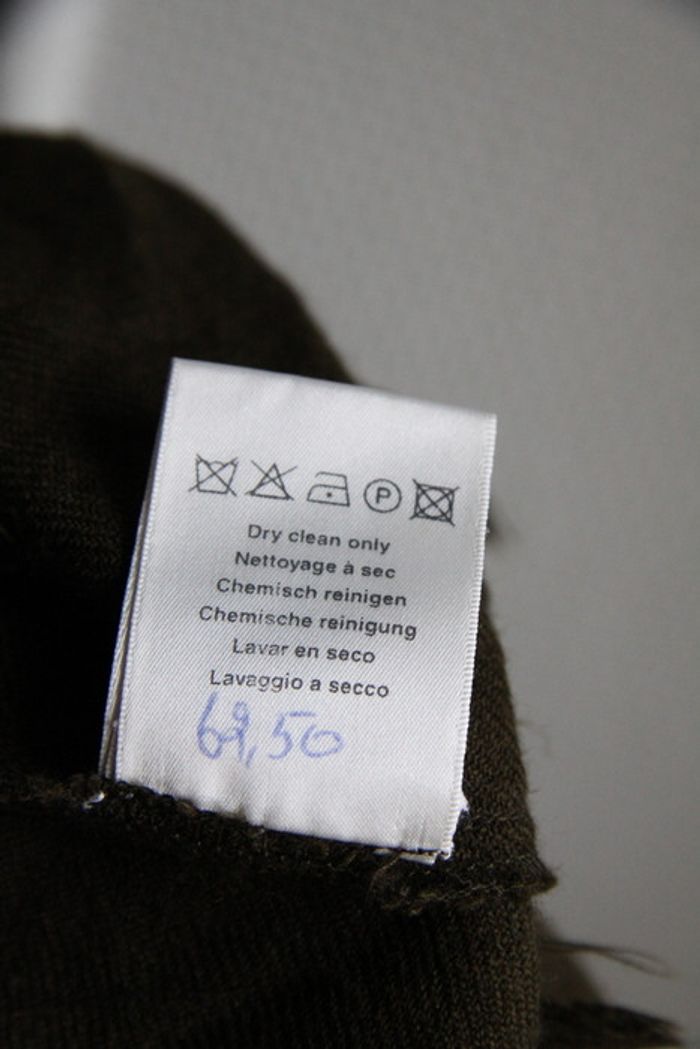 P
Dry clean only
Nettoyage à sec
Chemisch reinigen
Chemische reinigung
Lavar en seco
Lavaggio a secco
69,50